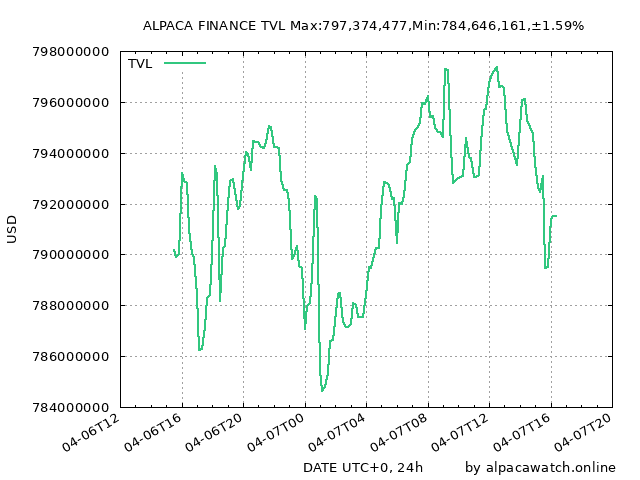 ALPACA FINANCE TVL Max:797,374,477,Min:784,646,161,±1.59%
798000000
TVL
796000000
794000000
792000000
USD
790000000
788000000
786000000
784000000
04-06T12 04-06T16 04-06T20 04-07T00 04-07T04 04-07T08 04-07T12 04-07T16 04-07T20
DATE UTC+0, 24h by alpacawatch.online